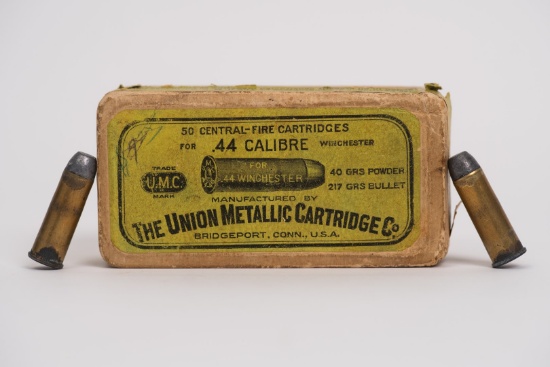 50 CENTRAL-FIRE CARTRIDGES
FOR .44 CALIBRE WINCHESTER
TRADE
U.M.C.
MARK
FOR
.44 WINCHESTER
40 GRS POWDER
217 GRS BULLET
MANUFACTURED BY
THE UNION METALLIC CARTRIDGE CO.
BRIDGEPORT, CONN., U.S.A.